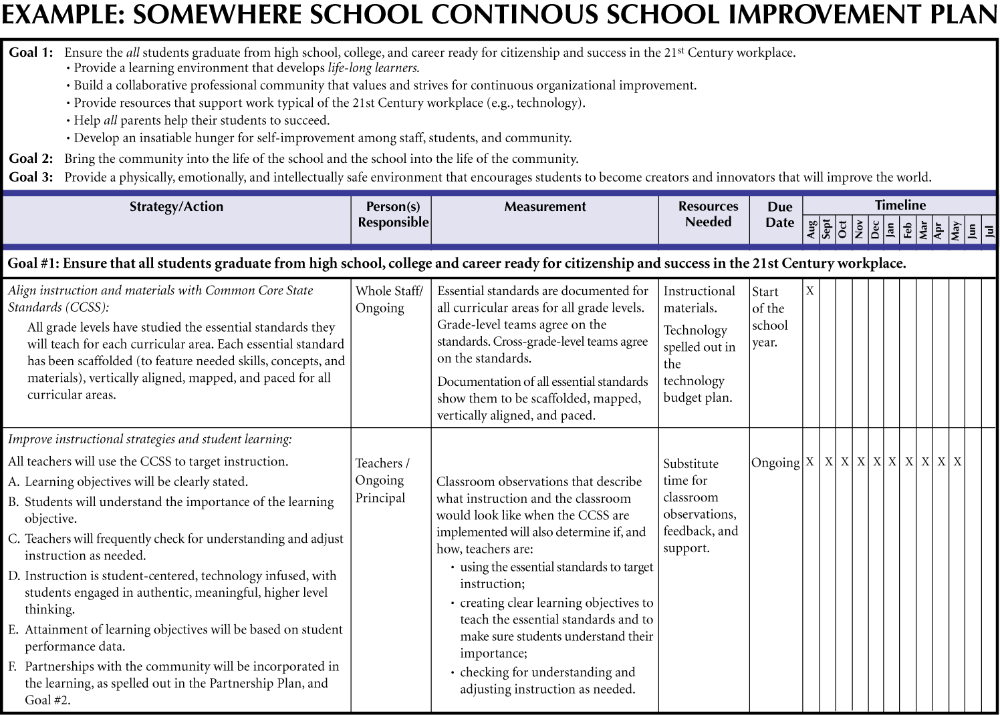 EXAMPLE: SOMEWHERE SCHOOL CONTINOUS SCHOOL IMPROVEMENT PLAN
Goal 1: Ensure the all students graduate from high school, college, and career ready for citizenship and success in the 21st Century workplace.
• Provide a learning environment that develops life-long learners.
• Build a collaborative professional community that values and strives for continuous organizational improvement.
• Provide resources that support work typical of the 21st Century workplace (e.g., technology).
• Help all parents help their students to succeed.
• Develop an insatiable hunger for self-improvement among staff, students, and community.
Goal 2: Bring the community into the life of the school and the school into the life of the community.
Goal 3: Provide a physically, emotionally, and intellectually safe environment that encourages students to become creators and innovators that will improve the world.
Strategy/Action
Person(s)
Responsible
Measurement
Resources
Needed
Due
Date
Timeline
Aug Sept Oct Nov Dec Jan Feb Mar Apr May Jun Jul
Goal #1: Ensure that all students graduate from high school, college and career ready for citizenship and success in the 21st Century workplace.
Align instruction and materials with Common Core State
Standards (CCSS):
All grade levels have studied the essential standards they
will teach for each curricular area. Each essential standard
has been scaffolded (to feature needed skills, concepts, and
materials), vertically aligned, mapped, and paced for all
curricular areas.
Whole Staff/
Ongoing
Essential standards are documented for
all curricular areas for all grade levels.
Grade-level teams agree on the
standards. Cross-grade-level teams agree
on the standards.
Documentation of all essential standards
show them to be scaffolded, mapped,
vertically aligned, and paced.
Instructional
materials.
Technology
spelled out in
the
technology
budget plan.
Start
of the
school
year.
X
Improve instructional strategies and student learning:
All teachers will use the CCSS to target instruction.
A. Learning objectives will be clearly stated.
B. Students will understand the importance of the learning
objective.
C. Teachers will frequently check for understanding and adjust
instruction as needed.
D. Instruction is student-centered, technology infused, with
students engaged in authentic, meaningful, higher level
thinking.
E. Attainment of learning objectives will be based on student
performance data.
F. Partnerships with the community will be incorporated in
the learning, as spelled out in the Partnership Plan, and
Goal #2.
Teachers /
Ongoing
Principal
Classroom observations that describe
what instruction and the classroom
would look like when the CCSS are
implemented will also determine if, and
how, teachers are:
• using the essential standards to target
instruction;
• creating clear learning objectives to
teach the essential standards and to
make sure students understand their
importance;
• checking for understanding and
adjusting instruction as needed.
Substitute
time for
classroom
observations,
feedback, and
support.
Ongoing
X X X X X X X X X X